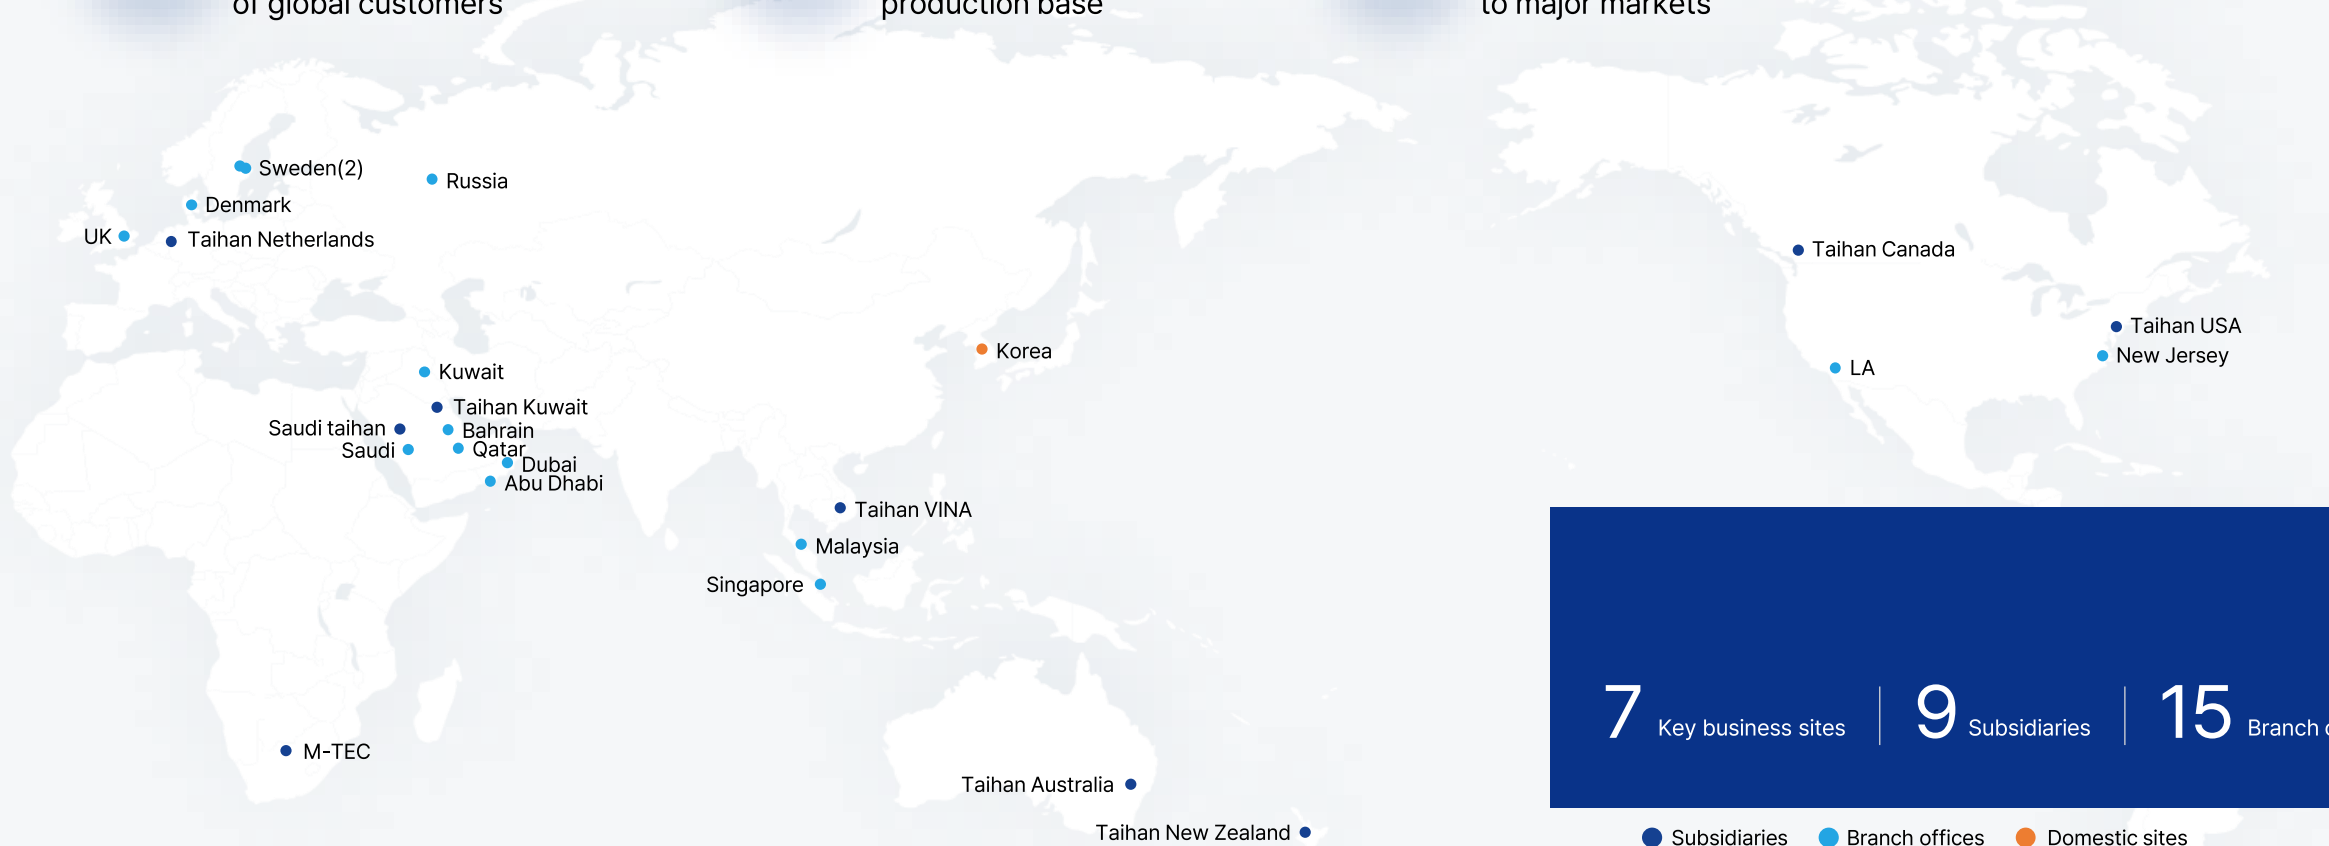 of global customers
production base
to major markets
Sweden(2)
Russia
Denmark
UK
Taihan Netherlands
Taihan Canada
Taihan USA
Korea
New Jersey
LA
Kuwait
Taihan Kuwait
Saudi taihan
Bahrain
Saudi
Qatar
Dubai
Abu Dhabi
Taihan VINA
Malaysia
Singapore
7 Key business sites
9 Subsidiaries
15 Branch
M-TEC
Taihan Australia
Taihan New Zealand
Subsidiaries
Branch offices
Domestic sites